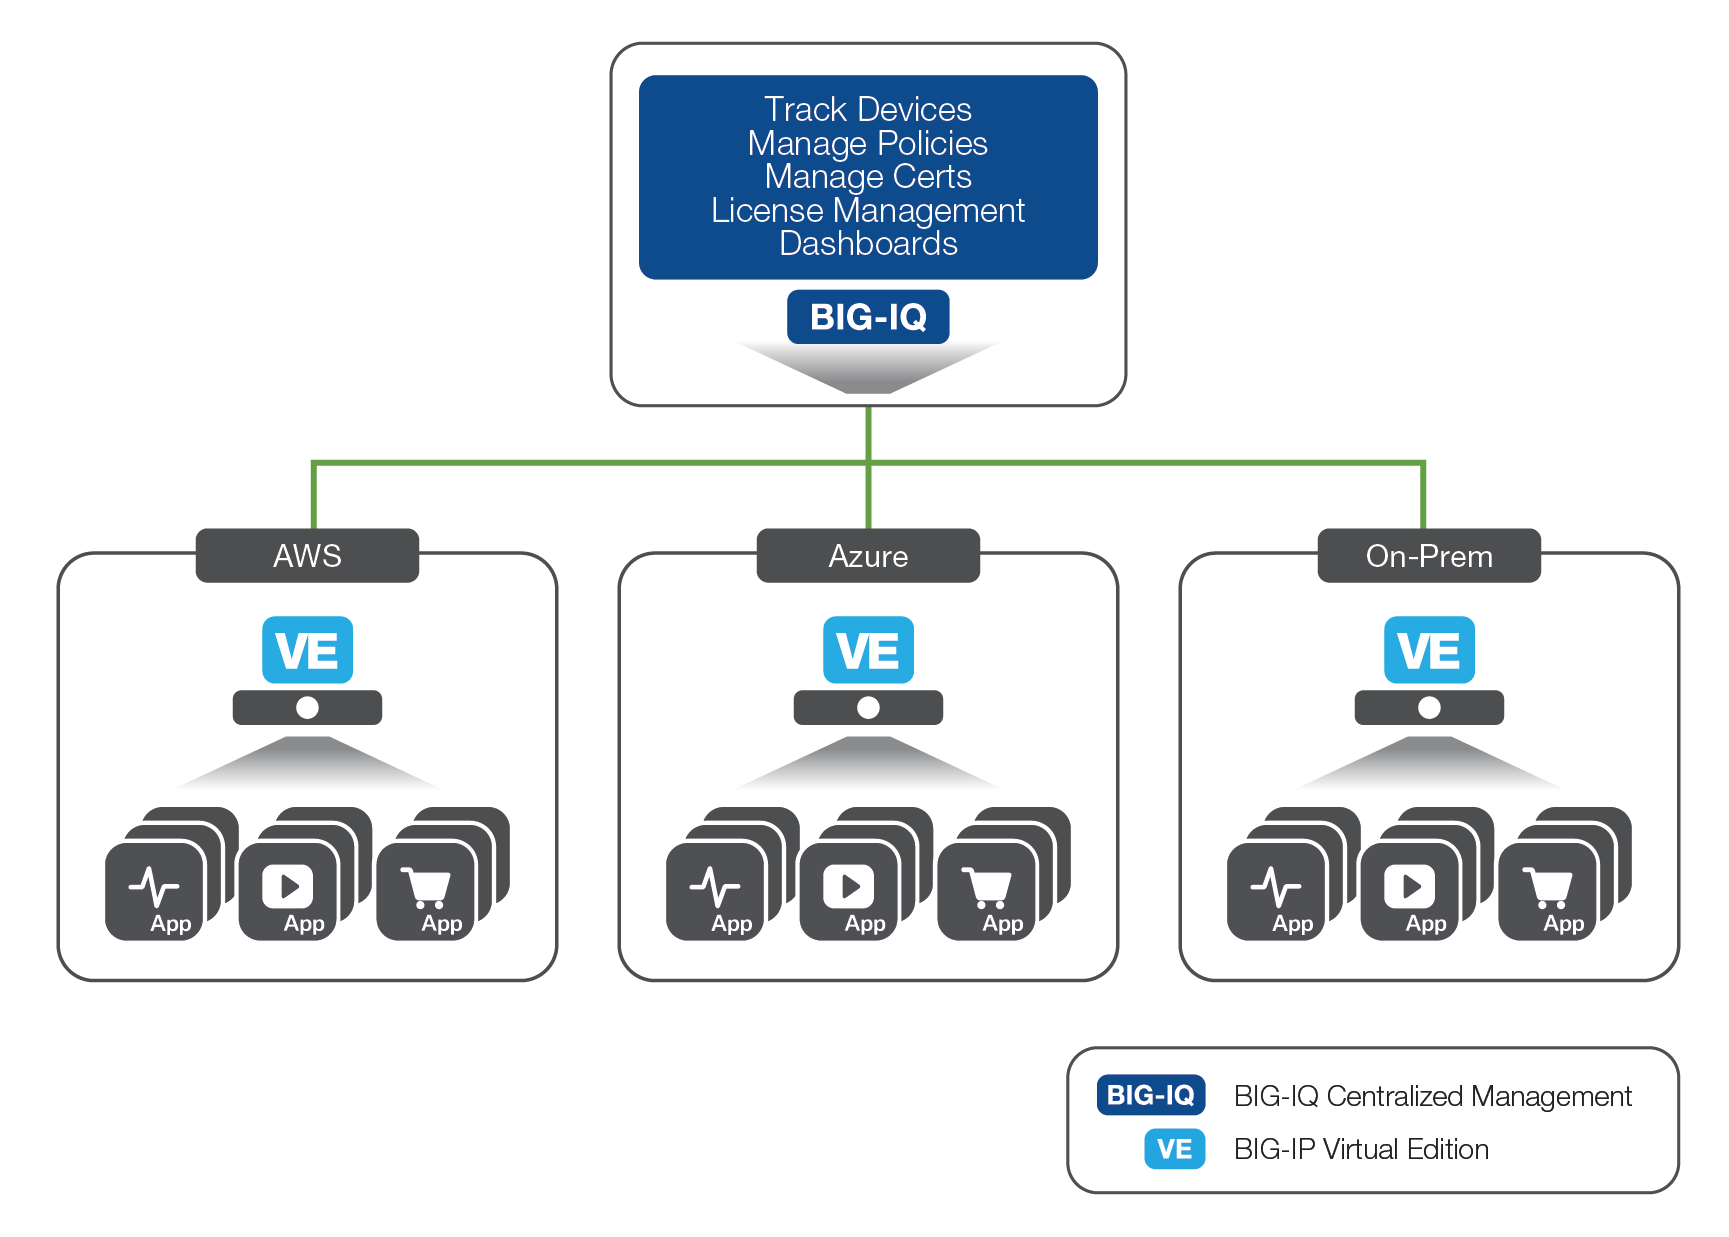 Track Devices
Manage Policies
Manage Certs
License Management
Dashboards
BIG-IQ
AWS
Azure
On-Prem
VE
VE
VE
App
App
App
App
App
App
App
App
App
BIG-IQ BIG-IQ Centralized Management
VE BIG-IP Virtual Edition